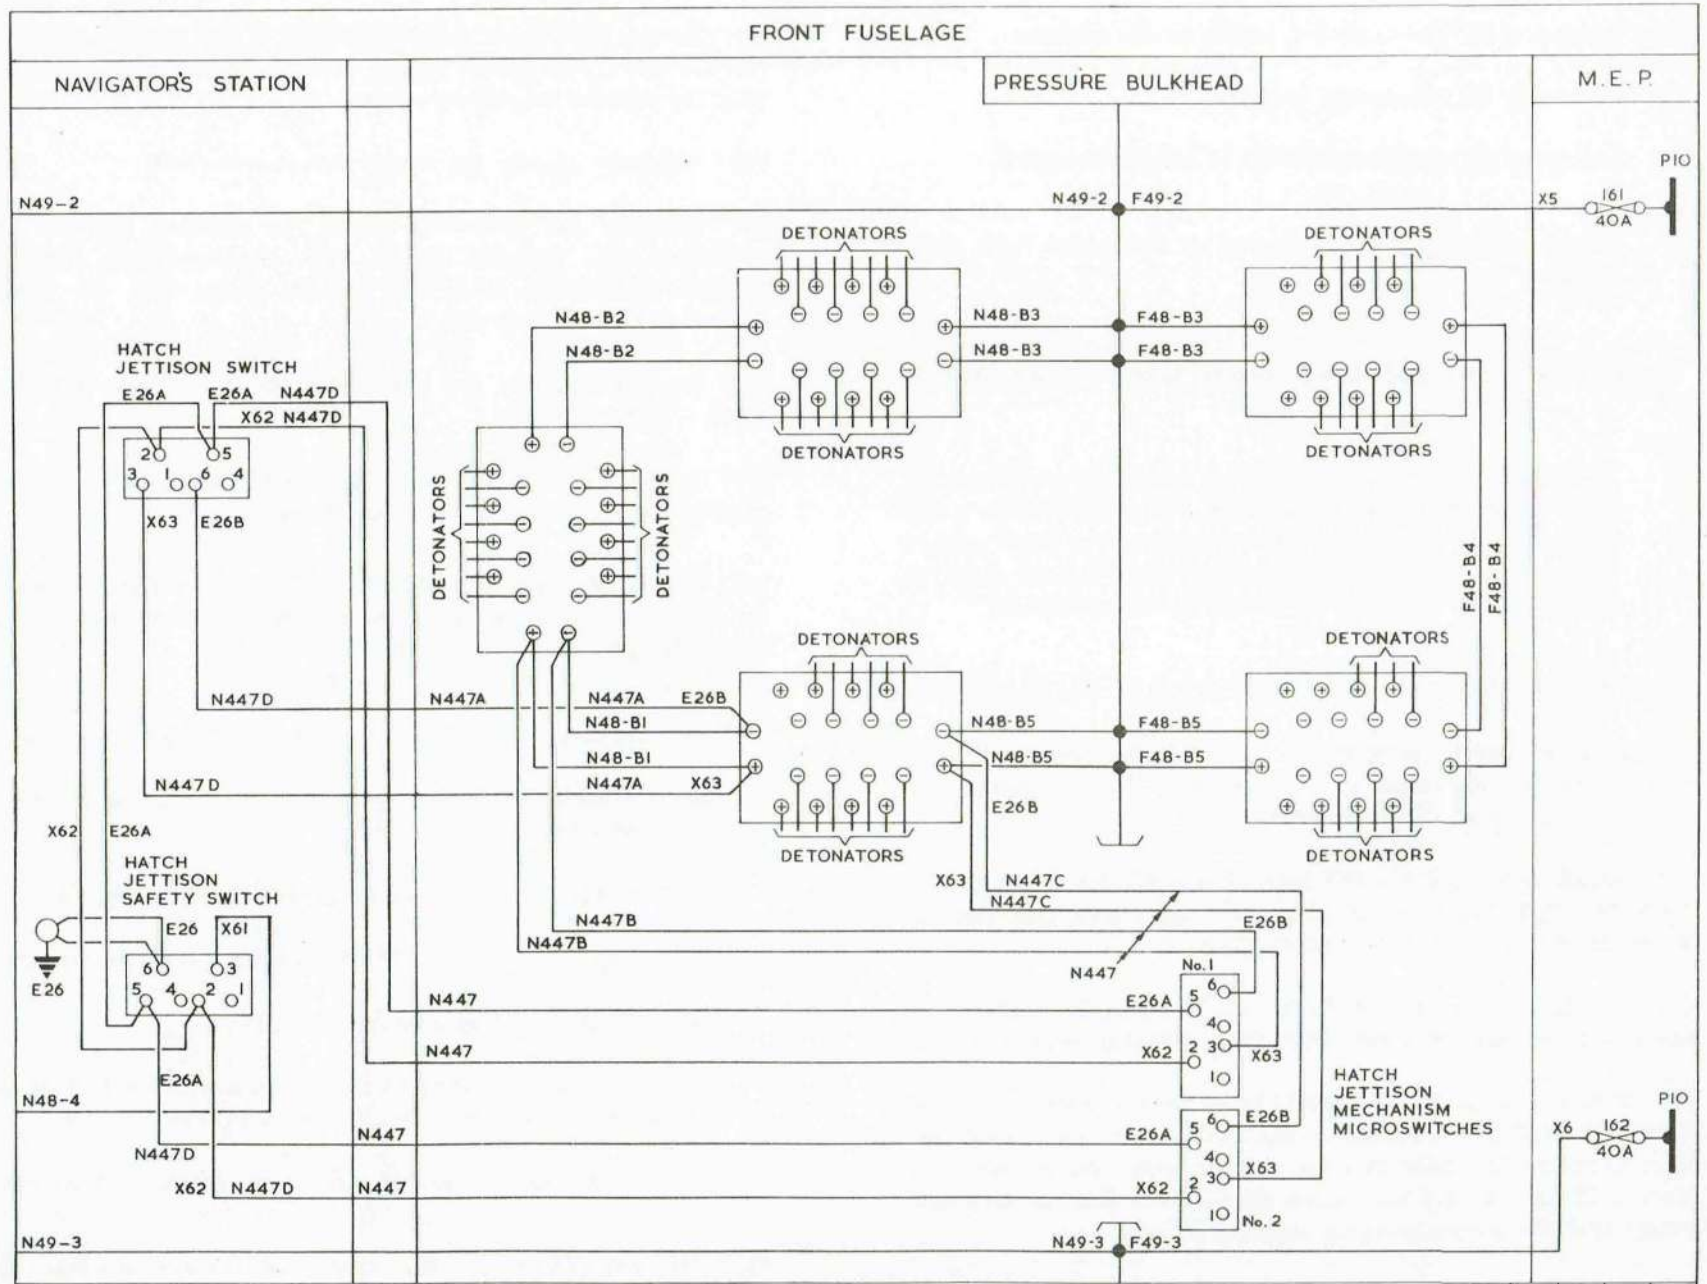 FRONT FUSELAGE
NAVIGATOR'S STATION
PRESSURE BULKHEAD
M.E.P.
P10
N49-2
N49-2
F49-2
X5
161
40A
DETONATORS
DETONATORS
N48-B2
N48-B3
F48-B3
N48-B2
N48-B3
F48-B3
HATCH
JETTISON SWITCH
E26A
E26A
N447D
X62 N447D
2
5
3
1
6
4
X63
E26B
DETONATORS
DETONATORS
DETONATORS
DETONATORS
F48-B4
F48-B4
DETONATORS
DETONATORS
N447D
N447A
N447A
E26B
N48-B1
N48-B5
F48-B5
N48-B1
N48-B5
F48-B5
N447D
N447A
X63
E26B
X62
E26A
DETONATORS
DETONATORS
HATCH
JETTISON
SAFETY SWITCH
X63
N447C
N447C
E26
X61
N447B
E26B
N447B
6
3
5
4
2
1
E26
N447
No.1
N447
E26A
5
6
4
N447
X62
2
3
X63
1
E26A
HATCH
JETTISON
MECHANISM
MICROSWITCHES
N48-4
P10
N447
E26A
5
6
E26B
X6
162
40A
N447D
4
X63
X62
N447D
N447
X62
2
3
1
No.2
N49-3
N49-3
F49-3